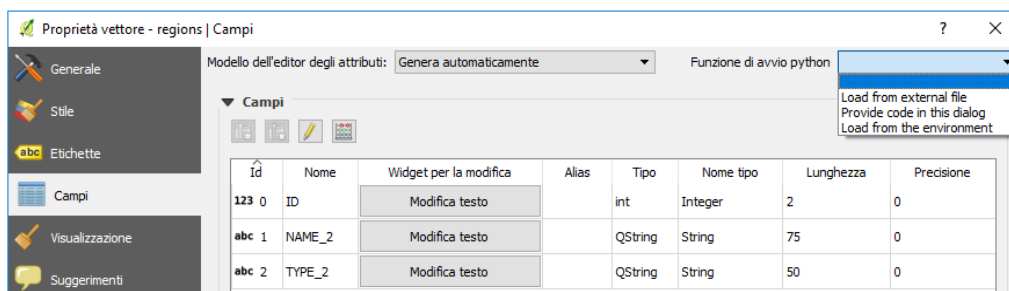 Proprietà vettore - regions | Campi
?
Generale
Modello dell'editor degli attributi: Genera automaticamente
Funzione di avvio python
Load from external file
Provide code in this dialog
Load from the environment
Stile
Campi
abc Etichette
Id Nome Widget per la modifica Alias Tipo Nome tipo Lunghezza Precisione
Campi
123 0 ID Modifica testo int Integer 2 0
Visualizzazione
abc 1 NAME_2 Modifica testo QString String 75 0
Suggerimenti
abc 2 TYPE_2 Modifica testo QString String 50 0